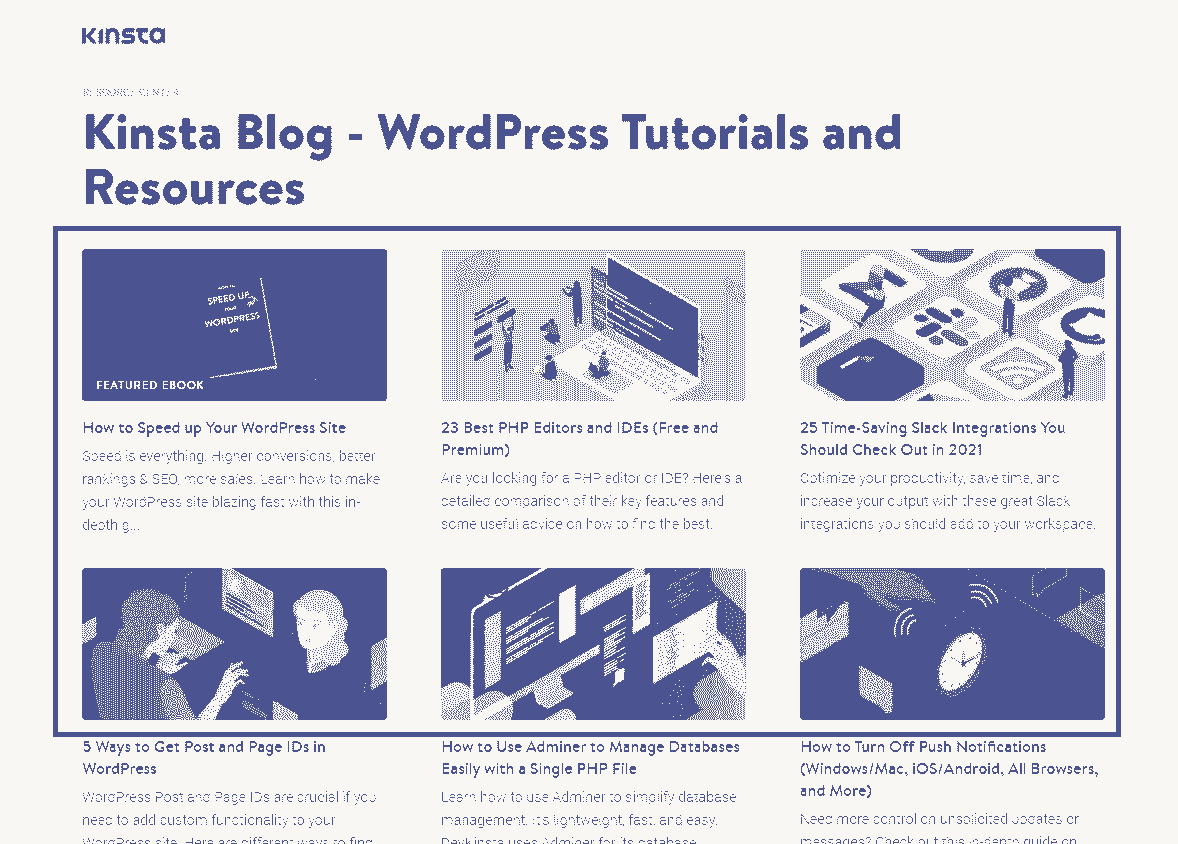 Kinsta
RESOURCE CENTER
Kinsta Blog - WordPress Tutorials and
Resources
HOW TO
SPEED UP
YOUR
WORDPRESS
SITE
FEATURED EBOOK
How to Speed up Your WordPress Site
Speed is everything. Higher conversions, better
rankings & SEO, more sales. Learn how to make
your WordPress site blazing fast with this in-
depth g...
23 Best PHP Editors and IDEs (Free and
Premium)
Are you looking for a PHP editor or IDE? Here's a
detailed comparison of their key features and
some useful advice on how to find the best.
25 Time-Saving Slack Integrations You
Should Check Out in 2021
Optimize your productivity, save time, and
increase your output with these great Slack
integrations you should add to your workspace.
5 Ways to Get Post and Page IDs in
WordPress
WordPress Post and Page IDs are crucial if you
need to add custom functionality to your
WordPress site. Here are different ways to find
How to Use Adminer to Manage Databases
Easily with a Single PHP File
Learn how to use Adminer to simplify database
management. It's lightweight, fast, and easy.
DevKinsta uses Adminer for its database
How to Turn Off Push Notifications
(Windows/Mac, iOS/Android, All Browsers,
and More)
Need more control on unsolicited updates or
messages? Check out this in-depth guide on